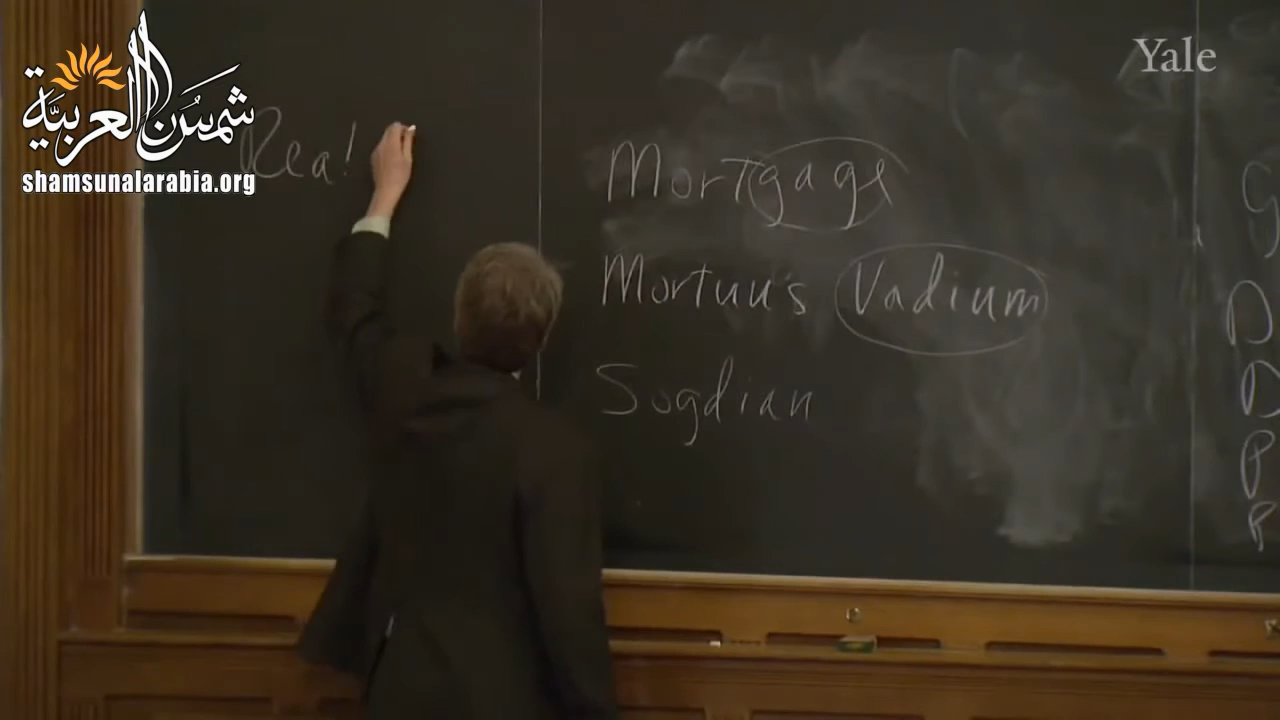 شمس العربية
shamsunalarabia.org
Yale
Real
Mortgage
Mortuus Vadium
Sogdian
G
D
D
P